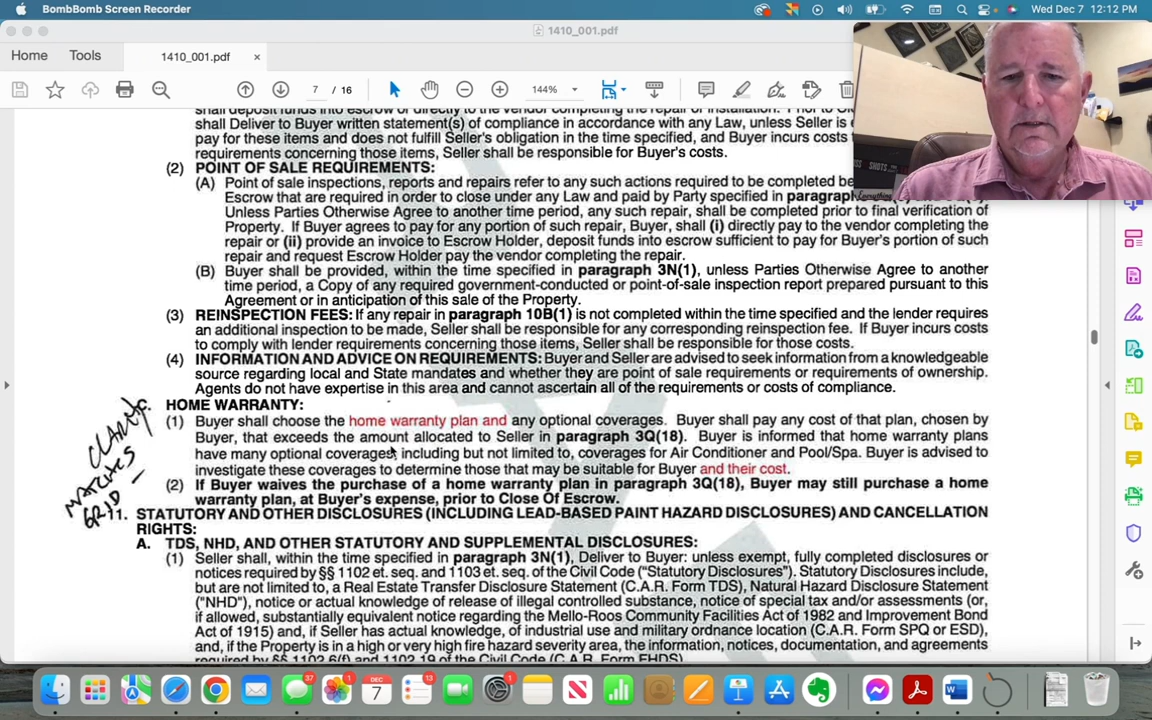 BombBomb Screen Recorder
Wed Dec 7 12:12 PM
1410_001.pdf
Home Tools 1410_001.pdf ×
7 / 16 144%
shall Deliver to Buyer written statement(s) of compliance in accordance with any Law, unless Seller is
pay for these items and does not fulfill Seller's obligation in the time specified, and Buyer incurs costs
requirements concerning those items, Seller shall be responsible for Buyer's costs.
(2) POINT OF SALE REQUIREMENTS:
(A) Point of sale inspections, reports and repairs refer to any such actions required to be completed
Escrow that are required in order to close under any Law and paid by Party specified in paragraph
Unless Parties Otherwise Agree to another time period, any such repair, shall be completed prior to final verification of
Property. If Buyer agrees to pay for any portion of such repair, Buyer, shall (i) directly pay to the vendor completing the
repair or (ii) provide an invoice to Escrow Holder, deposit funds into escrow sufficient to pay for Buyer's portion of such
repair and request Escrow Holder pay the vendor completing the repair.
(B) Buyer shall be provided, within the time specified in paragraph 3N(1), unless Parties Otherwise Agree to another
time period, a Copy of any required government-conducted or point-of-sale inspection report prepared pursuant to this
Agreement or in anticipation of this sale of the Property.
(3) REINSPECTION FEES: If any repair in paragraph 10B(1) is not completed within the time specified and the lender requires
an additional inspection to be made, Seller shall be responsible for any corresponding reinspection fee. If Buyer incurs costs
to comply with lender requirements concerning those items, Seller shall be responsible for those costs.
(4) INFORMATION AND ADVICE ON REQUIREMENTS: Buyer and Seller are advised to seek information from a knowledgeable
source regarding local and State mandates and whether they are point of sale requirements or requirements of ownership.
Agents do not have expertise in this area and cannot ascertain all of the requirements or costs of compliance.
C. HOME WARRANTY:
(1) Buyer shall choose the home warranty plan and any optional coverages. Buyer shall pay any cost of that plan, chosen by
Buyer, that exceeds the amount allocated to Seller in paragraph 3Q(18). Buyer is informed that home warranty plans
have many optional coverages, including but not limited to, coverages for Air Conditioner and Pool/Spa. Buyer is advised to
investigate these coverages to determine those that may be suitable for Buyer and their cost.
(2) If Buyer waives the purchase of a home warranty plan in paragraph 3Q(18), Buyer may still purchase a home
warranty plan, at Buyer's expense, prior to Close Of Escrow.
MATCHES
GRID
11. STATUTORY AND OTHER DISCLOSURES (INCLUDING LEAD-BASED PAINT HAZARD DISCLOSURES) AND CANCELLATION
RIGHTS:
A. TDS, NHD, AND OTHER STATUTORY AND SUPPLEMENTAL DISCLOSURES:
(1) Seller shall, within the time specified in paragraph 3N(1), Deliver to Buyer: unless exempt, fully completed disclosures or
notices required by §§ 1102 et. seq. and 1103 et. seq. of the Civil Code ("Statutory Disclosures"). Statutory Disclosures include,
but are not limited to, a Real Estate Transfer Disclosure Statement (C.A.R. Form TDS), Natural Hazard Disclosure Statement
("NHD"), notice or actual knowledge of release of illegal controlled substance, notice of special tax and/or assessments (or,
if allowed, substantially equivalent notice regarding the Mello-Roos Community Facilities Act of 1982 and Improvement Bond
Act of 1915) and, if Seller has actual knowledge, of industrial use and military ordnance location (C.A.R. Form SPQ or ESD),
and, if the Property is in a high or very high fire hazard severity area, the information, notices, documentation, and agreements
required by §§ 1102.6(f) and 1102.19 of the Civil Code (C.A.R. Form FHDS).